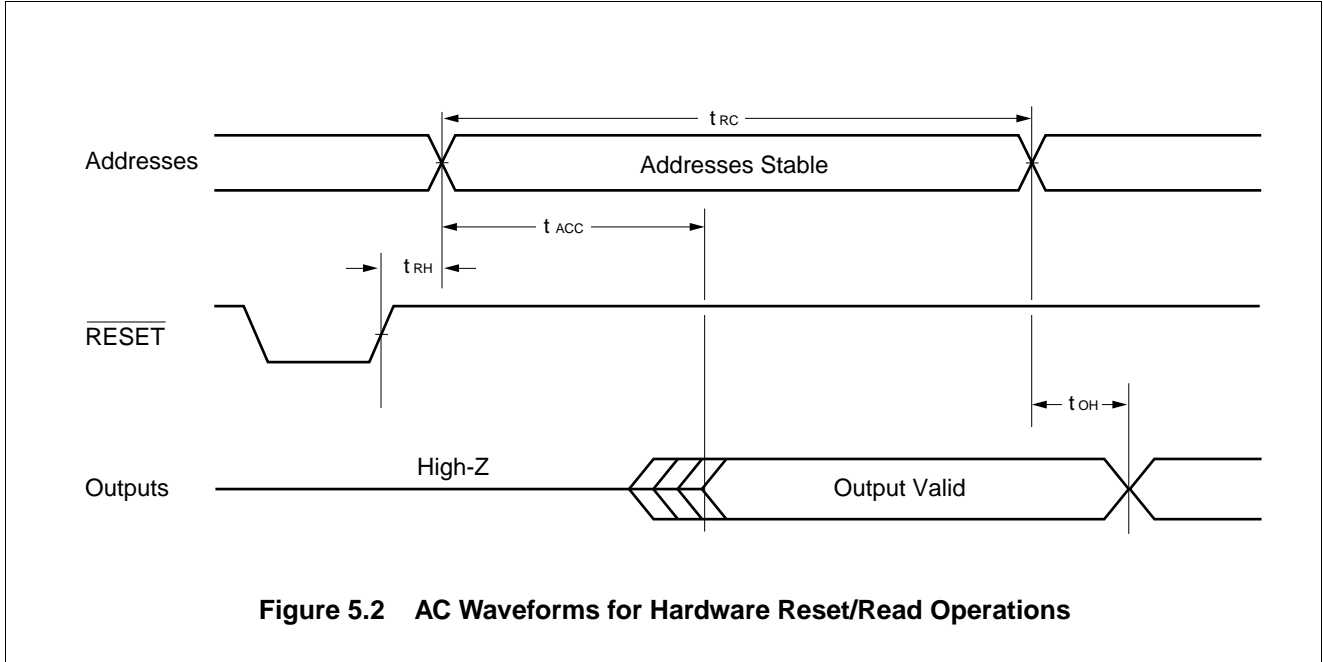 t RC
Addresses
Addresses Stable
t ACC
t RH
RESET
t OH
High-Z
Outputs
Output Valid
Figure 5.2 AC Waveforms for Hardware Reset/Read Operations